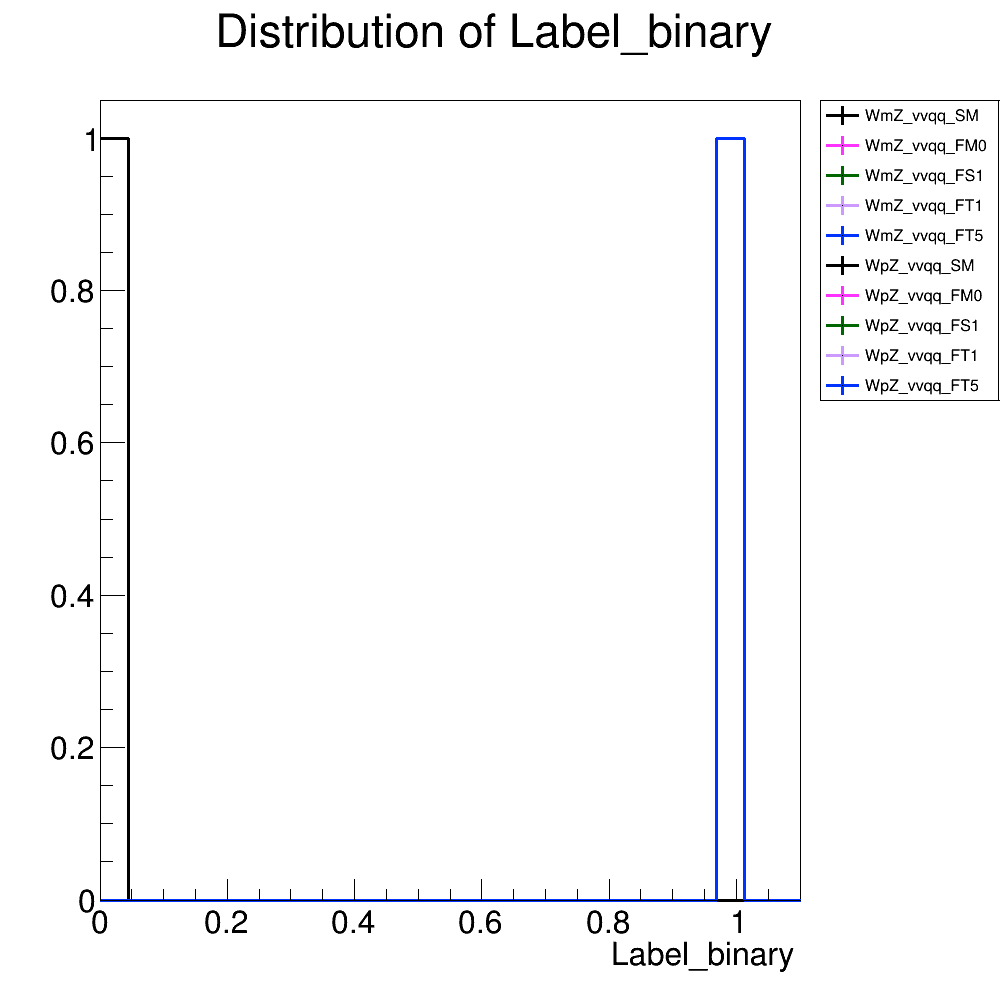 Distribution of Label_binary
1
0.8
0.6
0.4
0.2
0
0 0.2 0.4 0.6 0.8 1
Label_binary
WmZ_vvqq_SM
WmZ_vvqq_FM0
WmZ_vvqq_FS1
WmZ_vvqq_FT1
WmZ_vvqq_FT5
WpZ_vvqq_SM
WpZ_vvqq_FM0
WpZ_vvqq_FS1
WpZ_vvqq_FT1
WpZ_vvqq_FT5